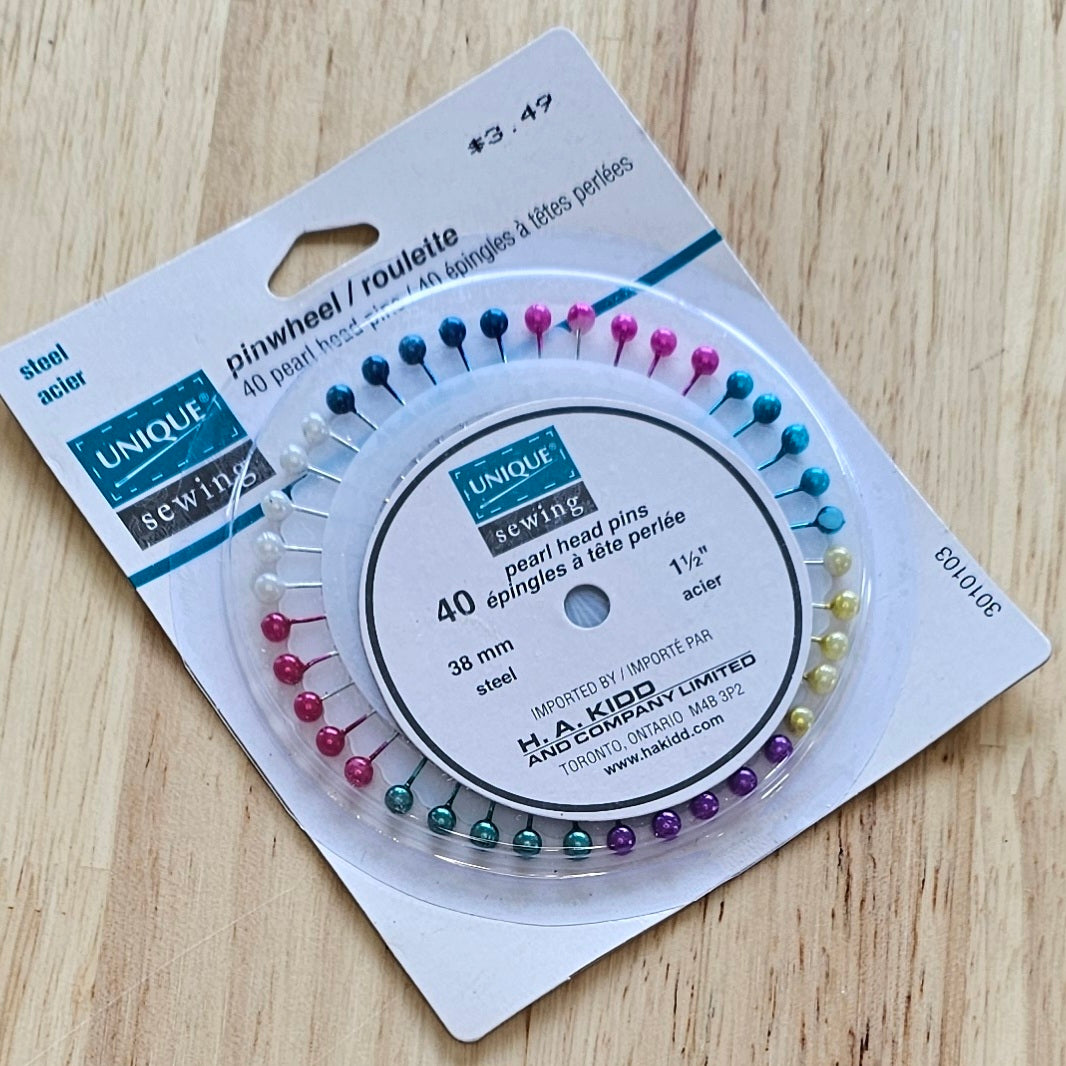 $3.49
pinwheel / roulette
40 pearl head pins / 40 épingles à têtes perlées
steel
acier
UNIQUE®
sewing
UNIQUE®
sewing
pearl head pins
40 épingles à tête perlée
1½"
acier
38 mm
steel
IMPORTED BY / IMPORTÉ PAR
H. A. KIDD
AND COMPANY LIMITED
TORONTO, ONTARIO M4B 3P2
www.hakidd.com
3010103